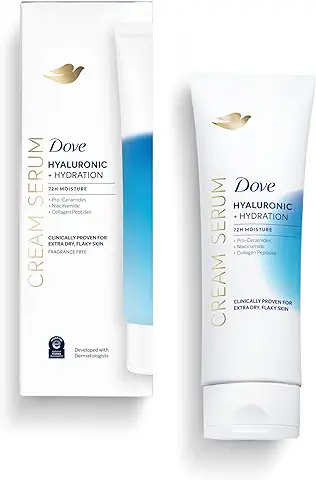 CREAM SERUM
Dove
HYALURONIC
+ HYDRATION
72H MOISTURE
• Pro-Ceramides
• Niacinamide
• Collagen Peptides
CLINICALLY PROVEN FOR
EXTRA DRY, FLAKY SKIN
FRAGRANCE FREE
Developed with
Dermatologists
CREAM SERUM
Dove
HYALURONIC
+ HYDRATION
72H MOISTURE
• Pro-Ceramides
• Niacinamide
• Collagen Peptides
CLINICALLY PROVEN FOR
EXTRA DRY, FLAKY SKIN